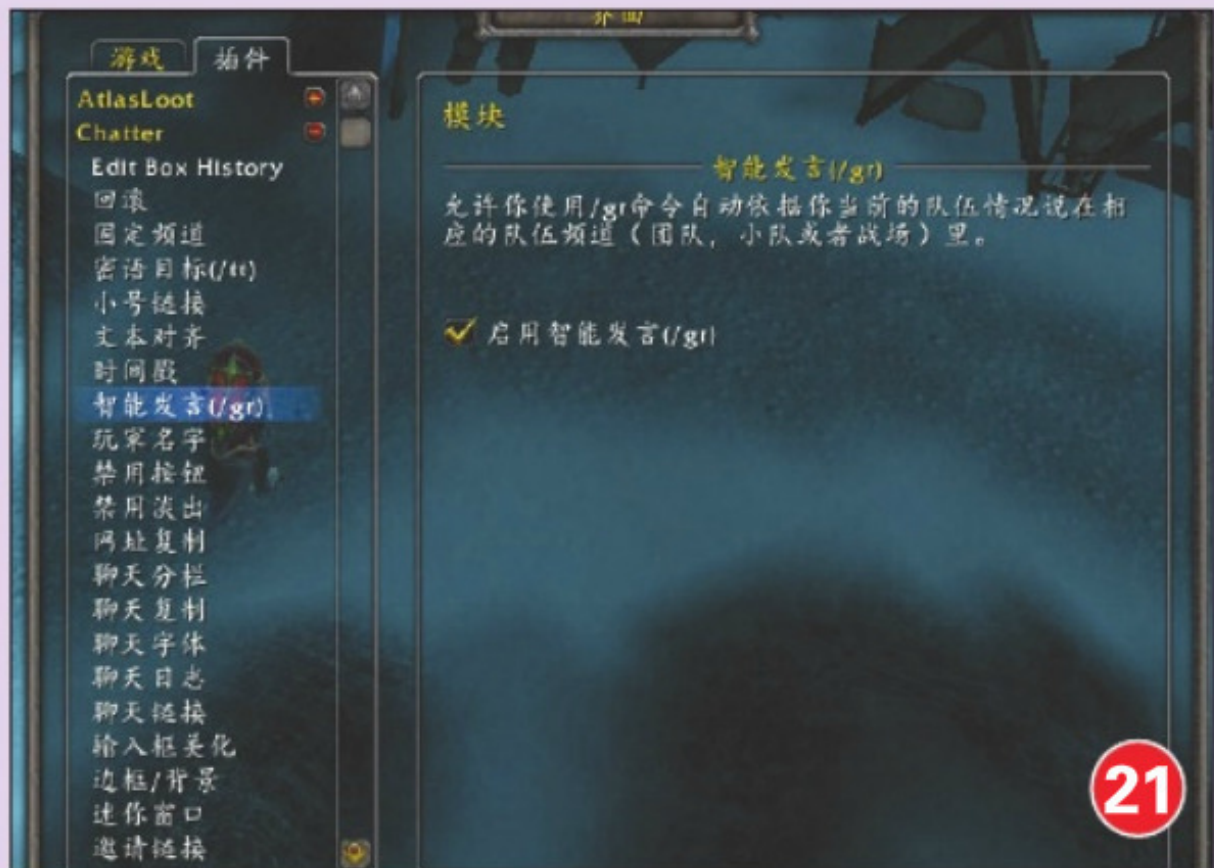 界面
游戏 插件
AtlasLoot
Chatter
Edit Box History
回滚
固定频道
密语目标(/tt)
小号链接
文本对齐
时间戳
智能发言(/gr)
玩家名字
禁用按钮
禁用淡出
网址复制
聊天分栏
聊天复制
聊天字体
聊天日志
聊天链接
输入框美化
边框/背景
迷你窗口
邀请链接
模块
智能发言(/gr)
允许你使用/gr命令自动依据你当前的队伍情况说在相
应的队伍频道（团队，小队或者战场）里。
启用智能发言(/gr)
21